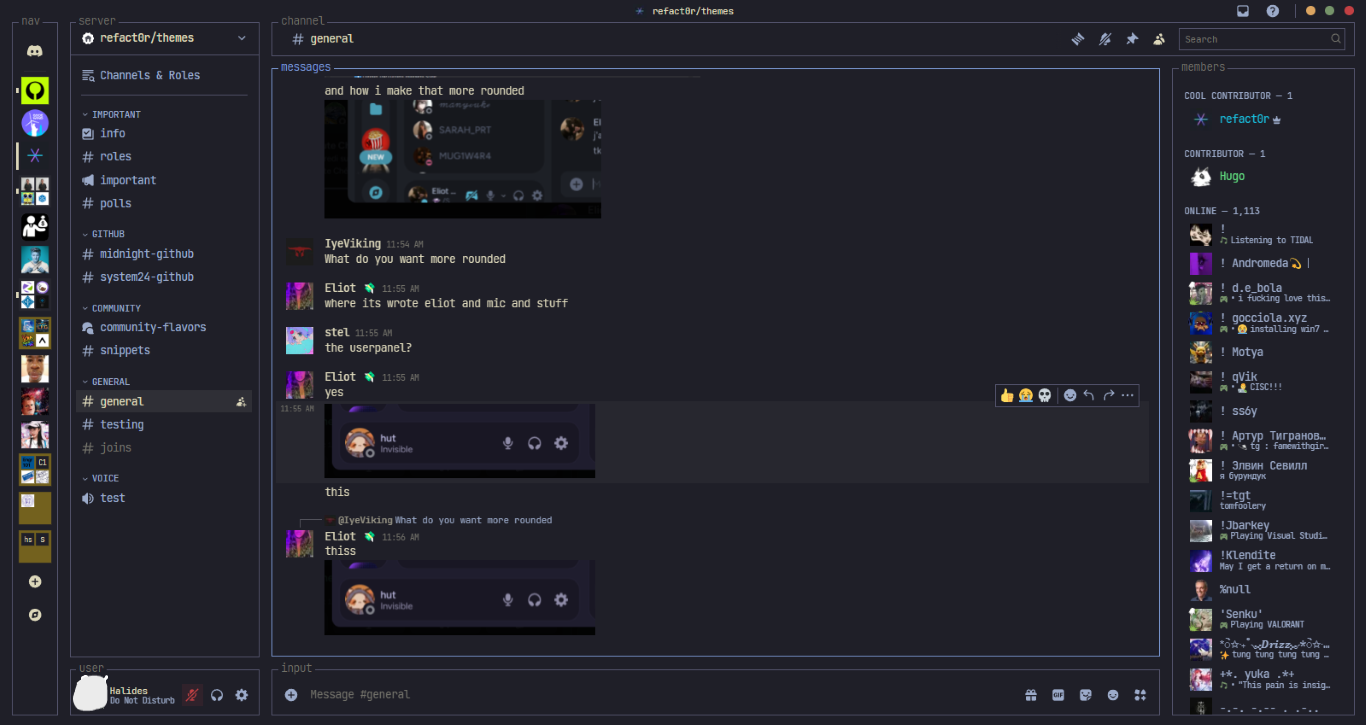 refact0r/themes
nav
server
refact0r/themes
Channels & Roles
IMPORTANT
info
roles
important
polls
GITHUB
midnight-github
system24-github
COMMUNITY
community-flavors
snippets
GENERAL
general
testing
joins
VOICE
test
NEW
C1
hs
S
user
Halides
Do Not Disturb
channel
general
Search
messages
and how i make that more rounded
SARAH_PRT
MUG1W4R4
NEW
Eliot ...
j'a
IyeViking 11:54 AM
What do you want more rounded
Eliot 11:55 AM
where its wrote eliot and mic and stuff
stel 11:55 AM
the userpanel?
Eliot 11:55 AM
yes
11:55 AM
hut
Invisible
this
@IyeViking What do you want more rounded
Eliot 11:56 AM
thiss
hut
Invisible
input
Message #general
GIF
members
COOL CONTRIBUTOR — 1
refact0r
CONTRIBUTOR — 1
Hugo
ONLINE — 1,113
!
Listening to TIDAL
! Andromeda💫 |
! d.e_bola
• i fucking love this…
! gocciola.xyz
• 😭 installing win7 …
! Motya
! qVik
CISC!!!
! ss6y
! Артур Тигранов…
tg : famewithgir…
! Элвин Севилл
я бурундук
!=tgt
tomfoolery
!Jbarkey
Playing Visual Studi…
!Klendite
May I get a return on m…
%null
'Senku'
Playing VALORANT
Drizz
✨ tung tung tung tung …
+*. yuka .*+
• "This pain is insig…